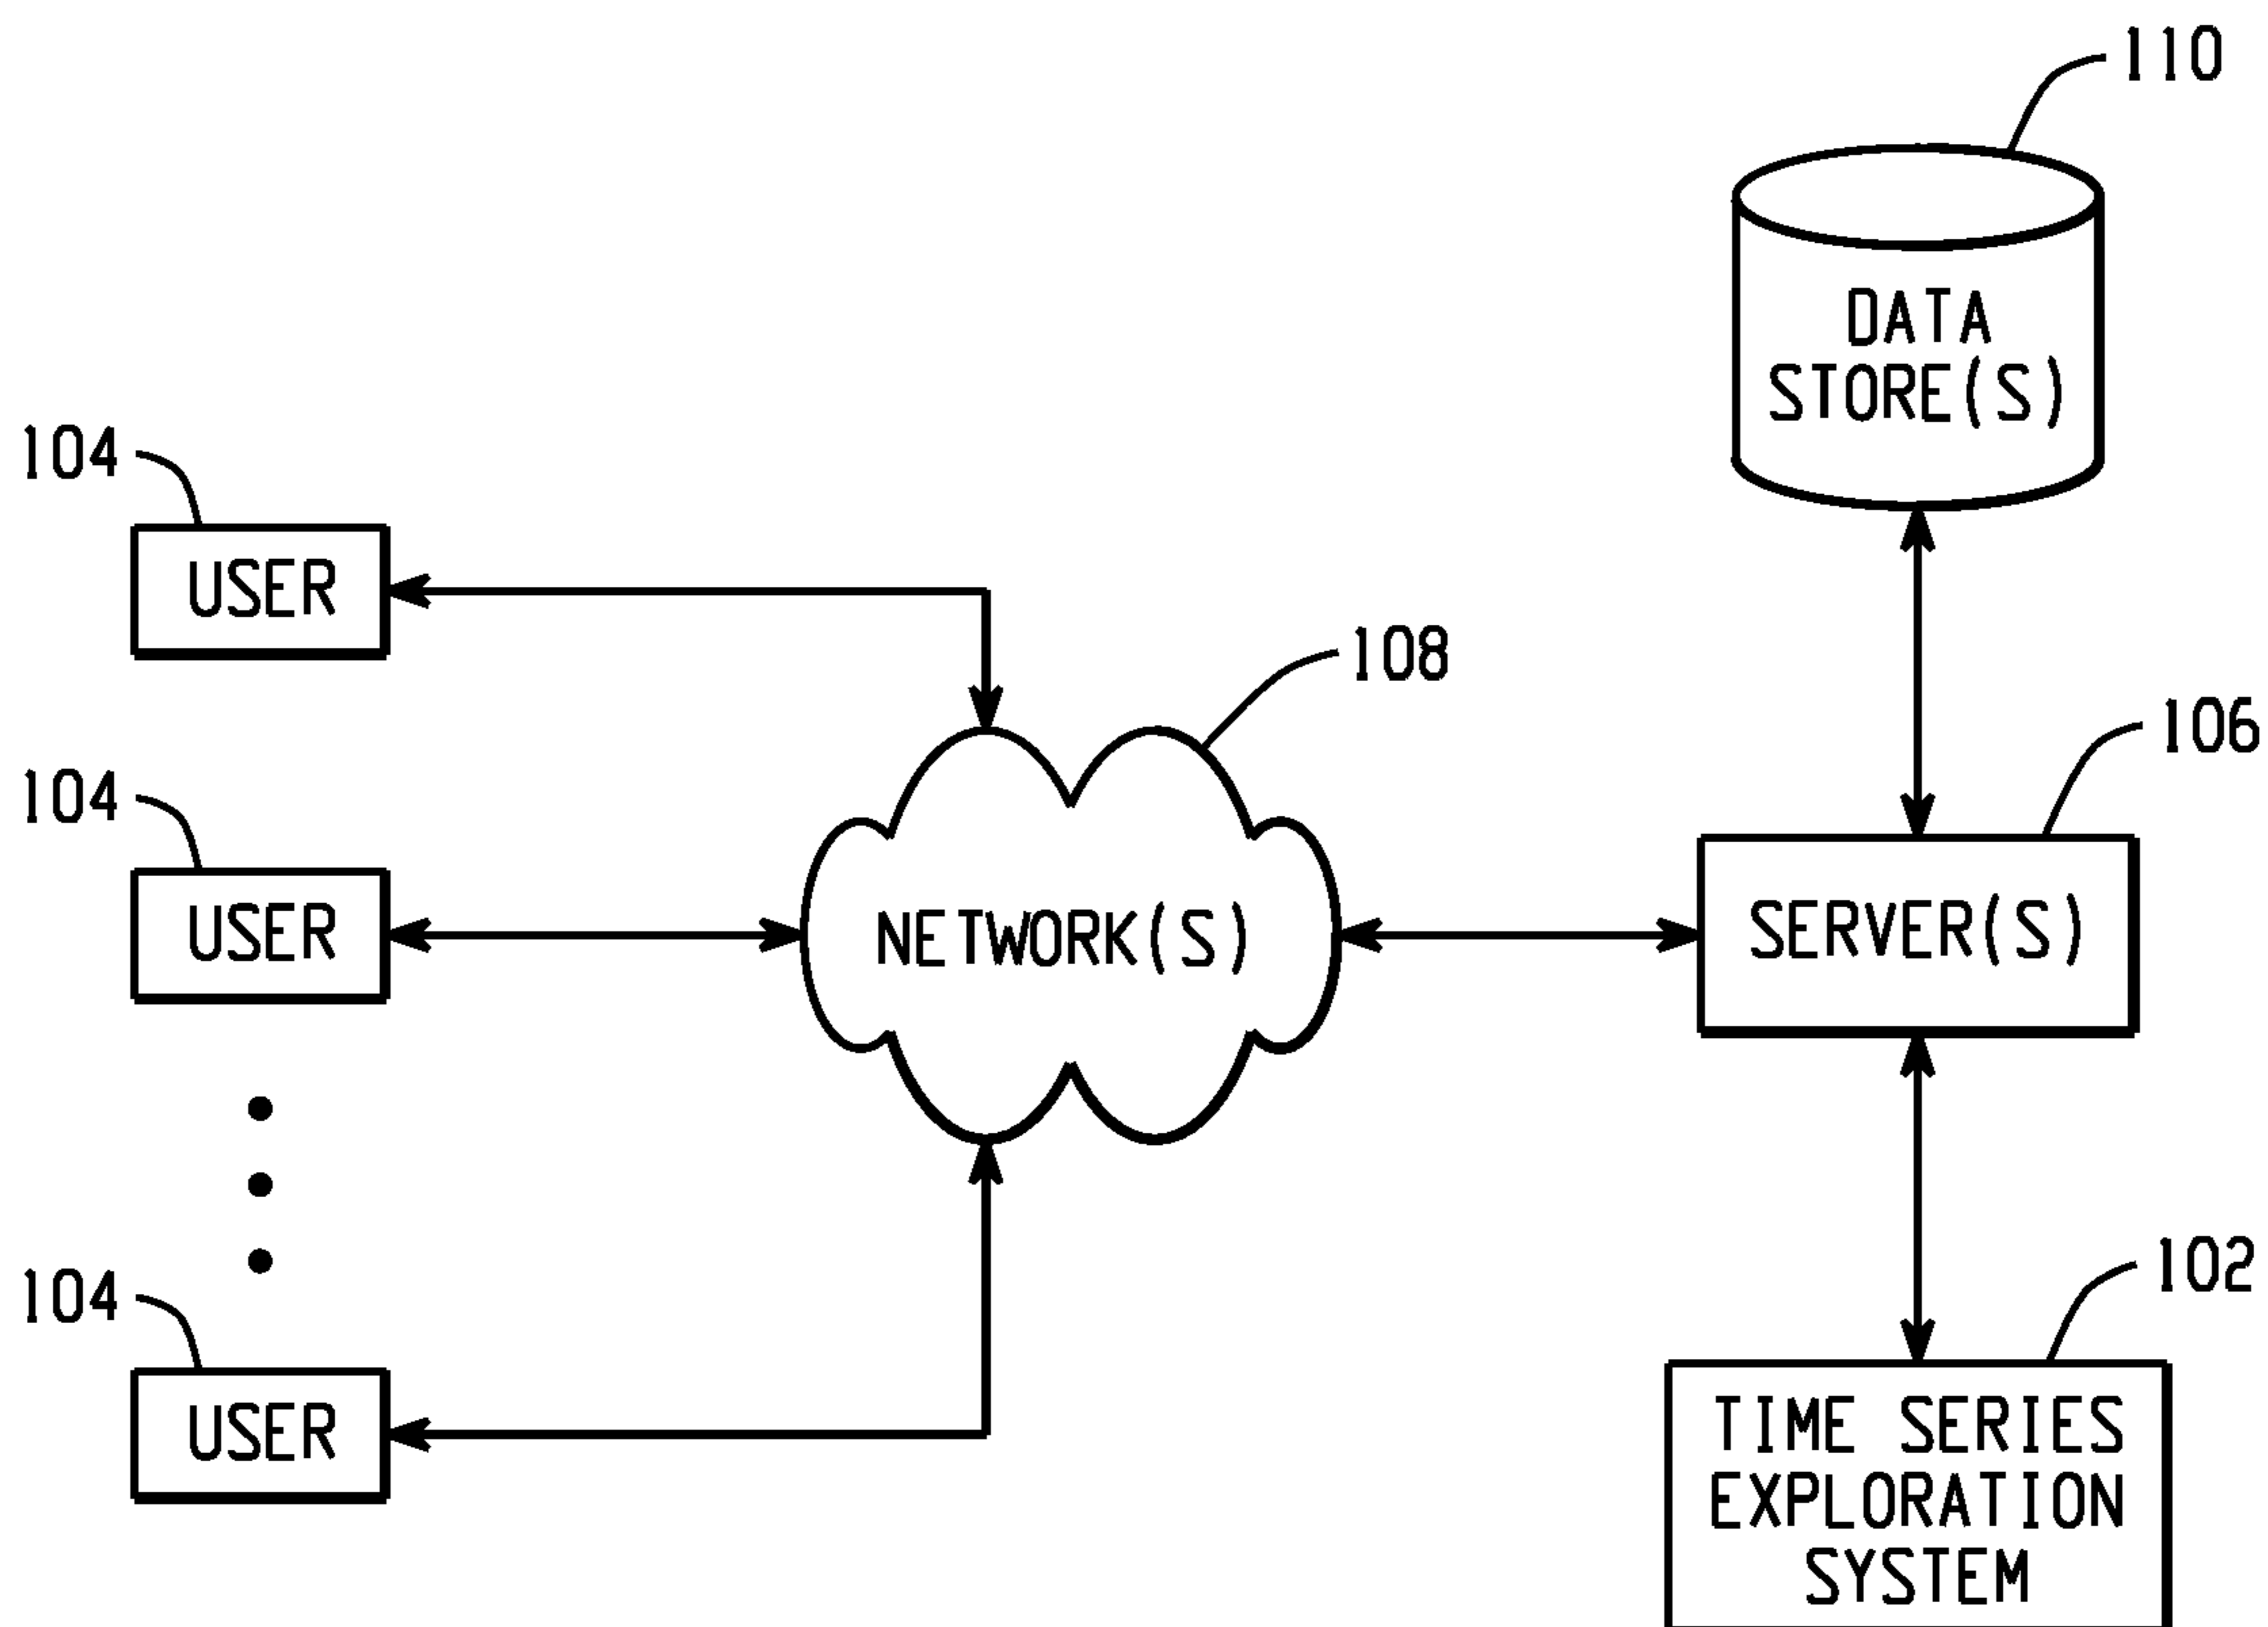 110
DATA
STORE(S)
104
USER
108
106
104
USER
NETWORK(S)
SERVER(S)
102
104
USER
TIME SERIES
EXPLORATION
SYSTEM